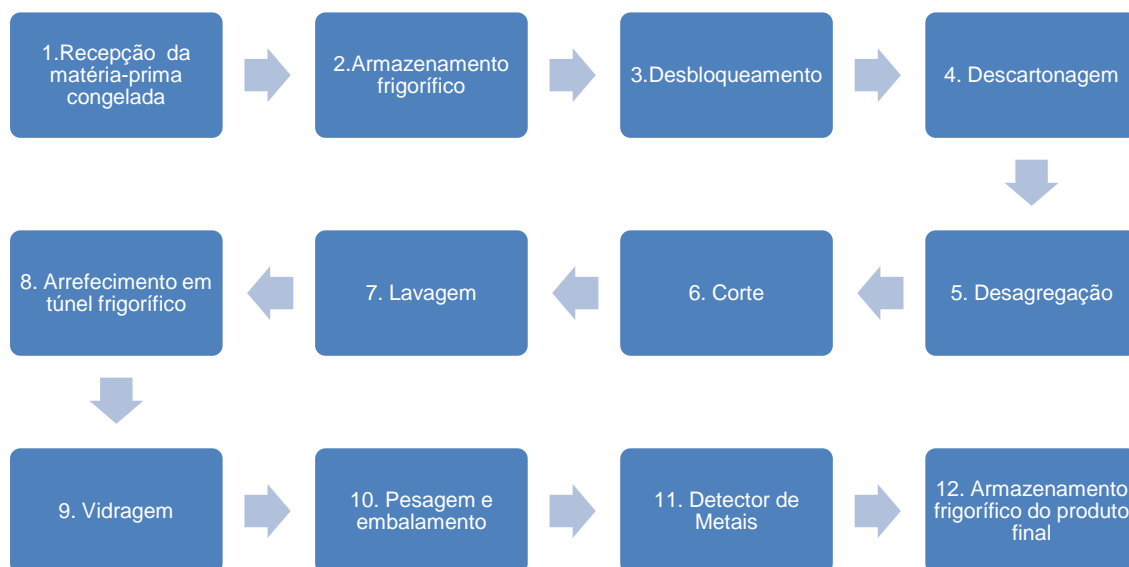 1.Recepção da
matéria-prima
congelada
2.Armazenamento
frigorífico
3.Desbloqueamento
4. Descartonagem
5. Desagregação
6. Corte
7. Lavagem
8. Arrefecimento em
túnel frigorífico
9. Vidragem
10. Pesagem e
embalamento
11. Detector de
Metais
12. Armazenamento
frigorífico do produto
final